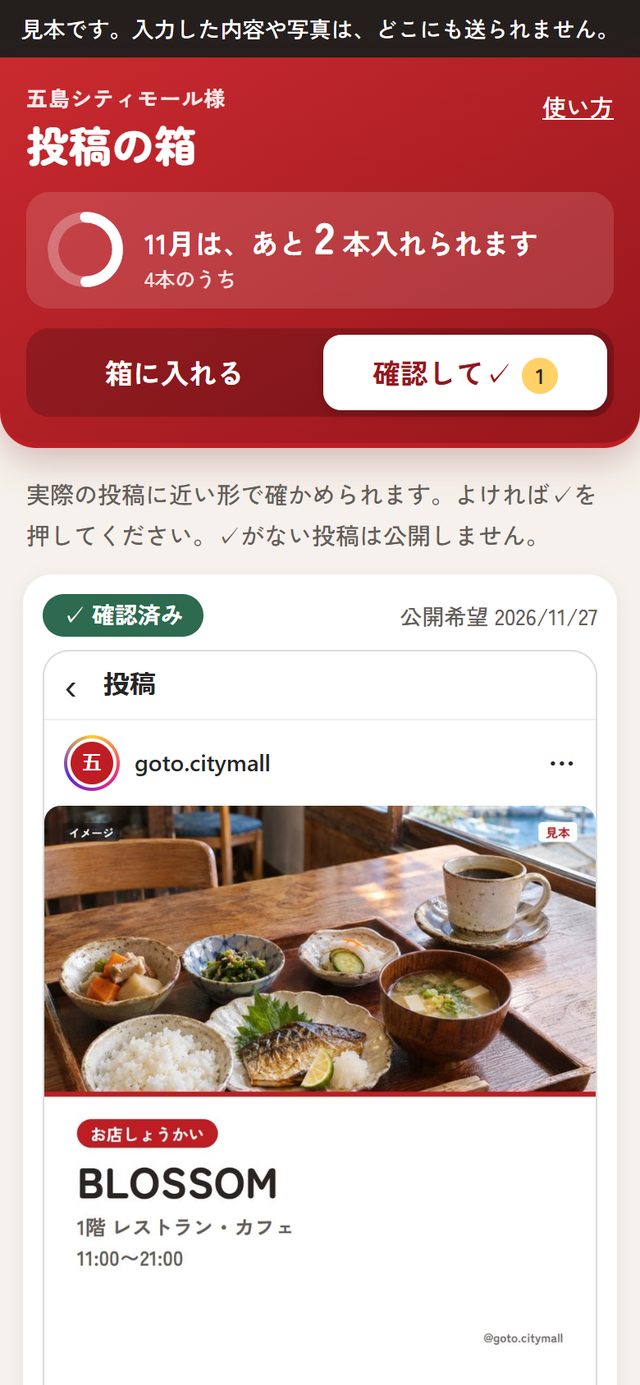 見本です。入力した内容や写真は、どこにも送られません。
五島シティモール様
使い方
投稿の箱
11月は、あと 2 本入れられます
4本のうち
箱に入れる
確認して✓ 1
実際の投稿に近い形で確かめられます。よければ✓を
押してください。✓がない投稿は公開しません。
✓ 確認済み
公開希望 2026/11/27
‹ 投稿
五 goto.citymall ...
イメージ
見本
お店しょうかい
BLOSSOM
1階 レストラン・カフェ
11:00〜21:00
@goto.citymall